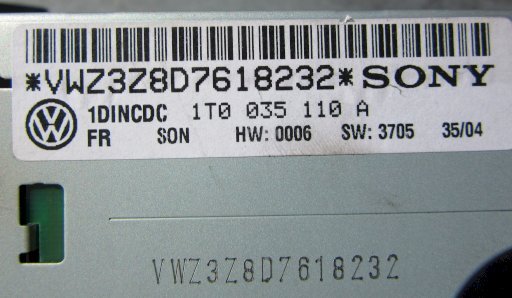 *VWZ3Z8D7618232* SONY
1DINCDC 1T0 035 110 A
FR SON HW: 0006 SW: 3705 35/04
VWZ3Z8D7618232